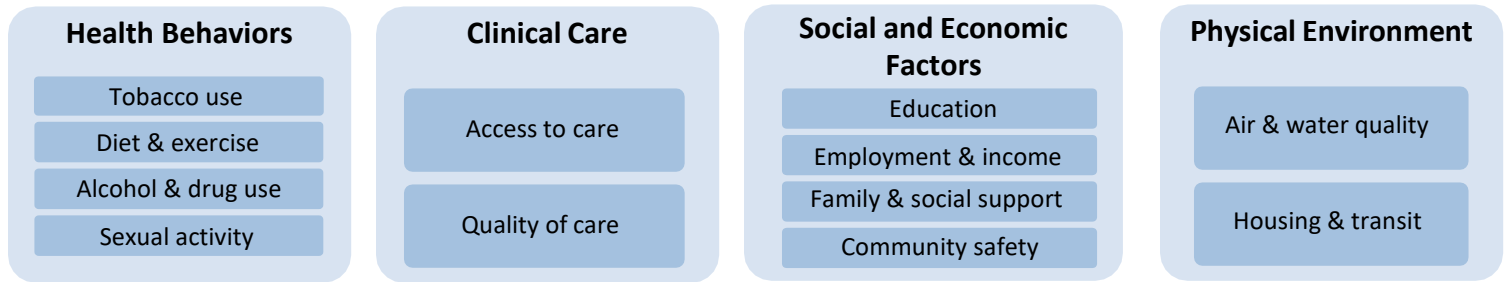 Health Behaviors
Tobacco use
Diet & exercise
Alcohol & drug use
Sexual activity
Clinical Care
Access to care
Quality of care
Social and Economic
Factors
Education
Employment & income
Family & social support
Community safety
Physical Environment
Air & water quality
Housing & transit